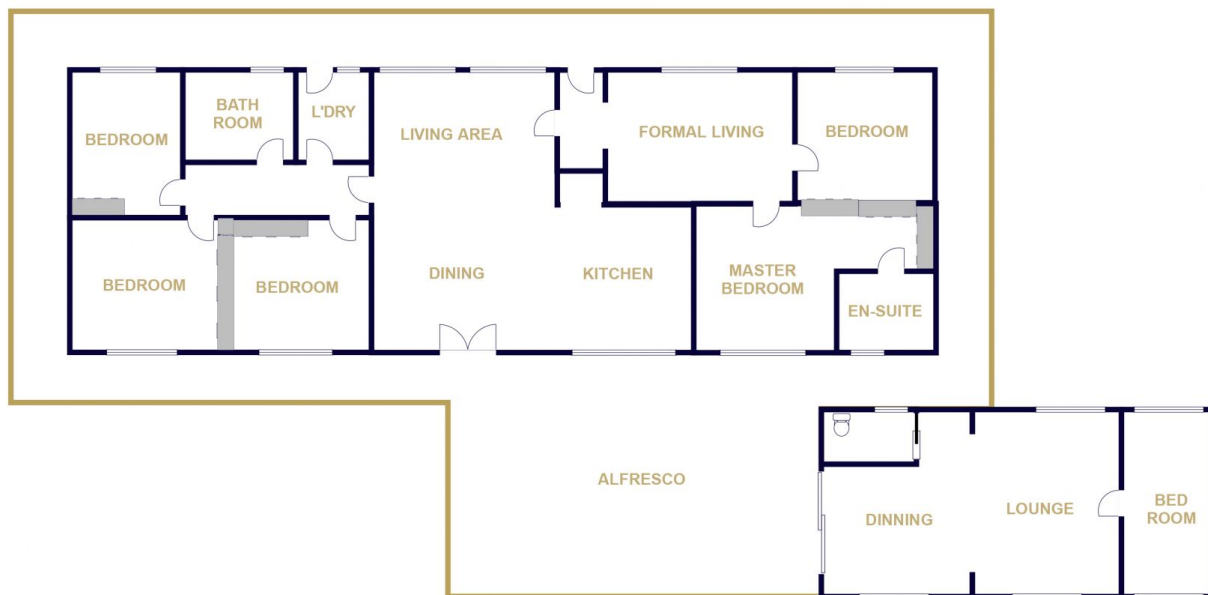 BEDROOM
BATH
ROOM
L'DRY
LIVING AREA
FORMAL LIVING
BEDROOM
BEDROOM
BEDROOM
DINING
KITCHEN
MASTER
BEDROOM
EN-SUITE
ALFRESCO
DINNING
LOUNGE
BED
ROOM